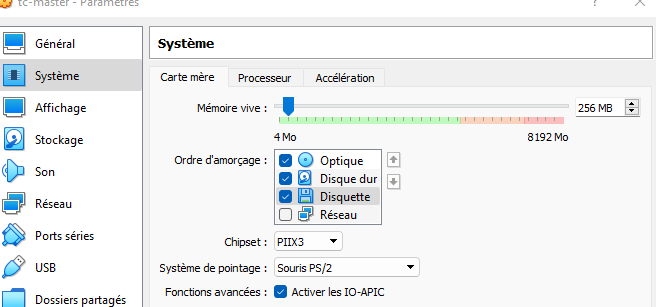 tc-master - Paramètres ?
Général
Système
Affichage
Stockage
Son
Réseau
Ports séries
USB
Dossiers partagés
Système
Carte mère Processeur Accélération
Mémoire vive : 256 MB
4 Mo 8192 Mo
Ordre d'amorçage : Optique
Disque dur
Disquette
Réseau
Chipset : PIIX3
Système de pointage : Souris PS/2
Fonctions avancées : Activer les IO-APIC